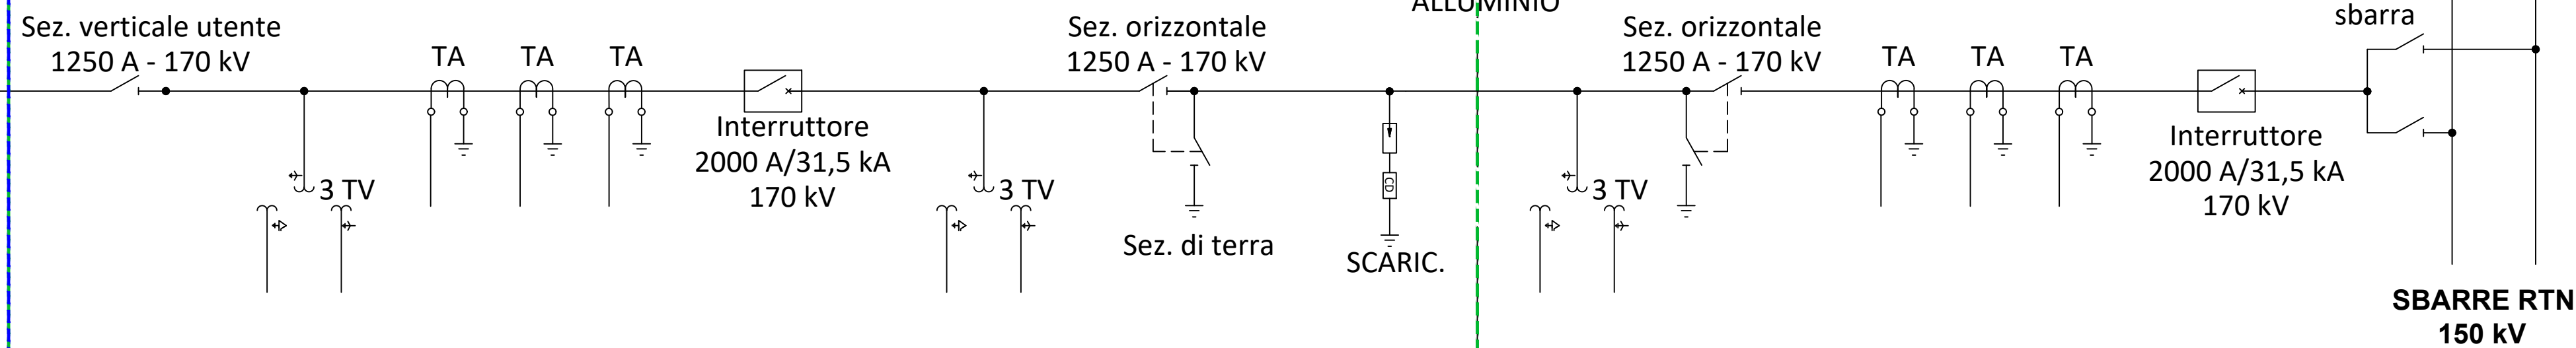 ALLUMINIO
Sez. verticale utente
1250 A - 170 kV
TA
TA
TA
Interruttore
2000 A/31,5 kA
170 kV
3 TV
3 TV
Sez. orizzontale
1250 A - 170 kV
Sez. di terra
CD
SCARIC.
Sez. orizzontale
1250 A - 170 kV
3 TV
TA
TA
TA
Interruttore
2000 A/31,5 kA
170 kV
sbarra
SBARRE RTN
150 kV